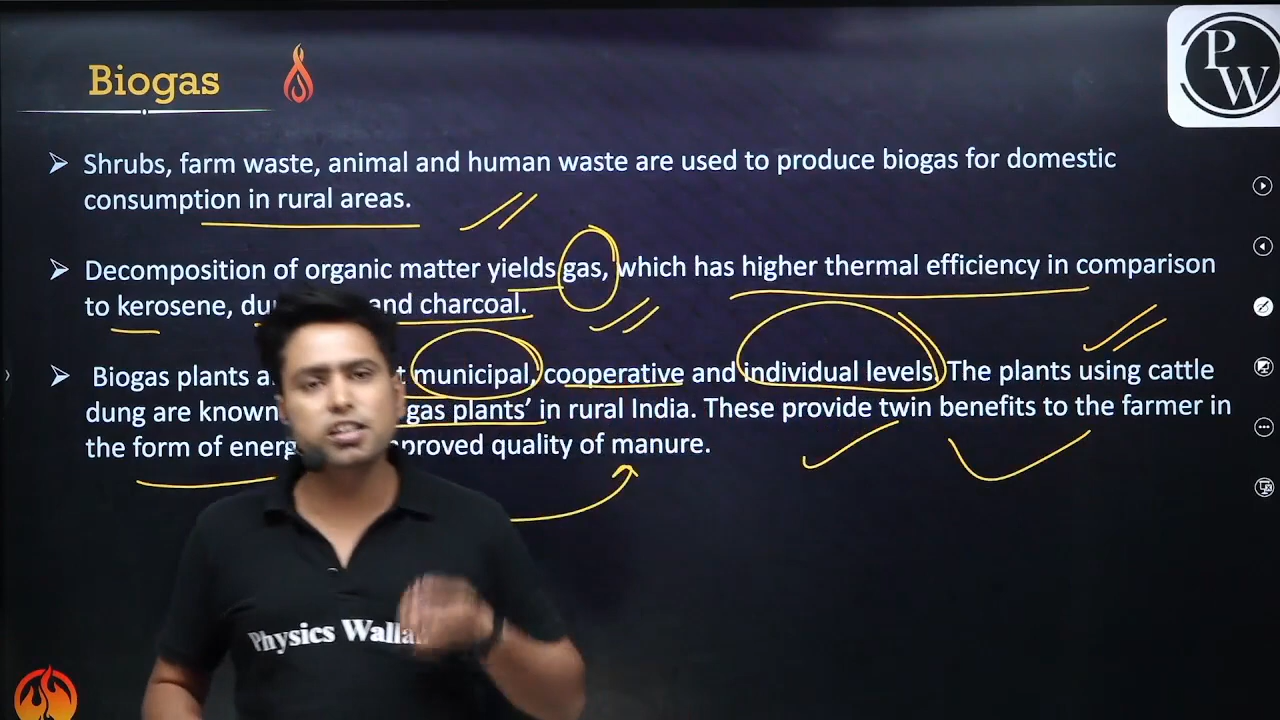 Biogas
PW
Shrubs, farm waste, animal and human waste are used to produce biogas for domestic
consumption in rural areas.
Decomposition of organic matter yields gas, which has higher thermal efficiency in comparison
to kerosene, and charcoal.
Biogas plants municipal, cooperative and individual levels. The plants using cattle
dung are known gas plants’ in rural India. These provide twin benefits to the farmer in
the form of quality of manure.
Physics